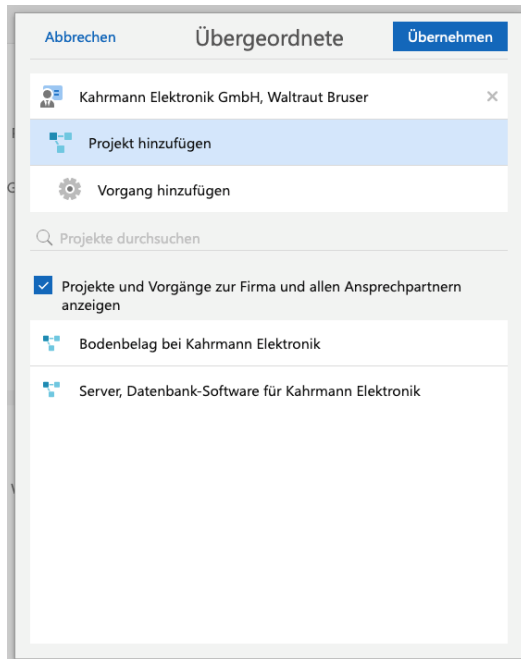 Abbrechen Übergeordnete Übernehmen
Kahrmann Elektronik GmbH, Waltraut Bruser
Projekt hinzufügen
Vorgang hinzufügen
Projekte durchsuchen
Projekte und Vorgänge zur Firma und allen Ansprechpartnern
anzeigen
Bodenbelag bei Kahrmann Elektronik
Server, Datenbank-Software für Kahrmann Elektronik